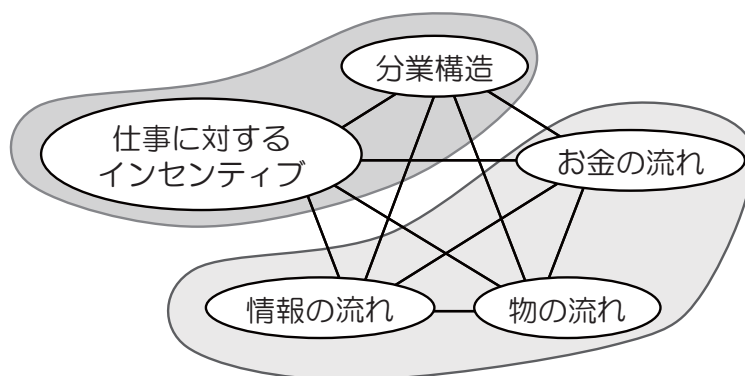 分業構造
仕事に対する
インセンティブ
お金の流れ
情報の流れ
物の流れ